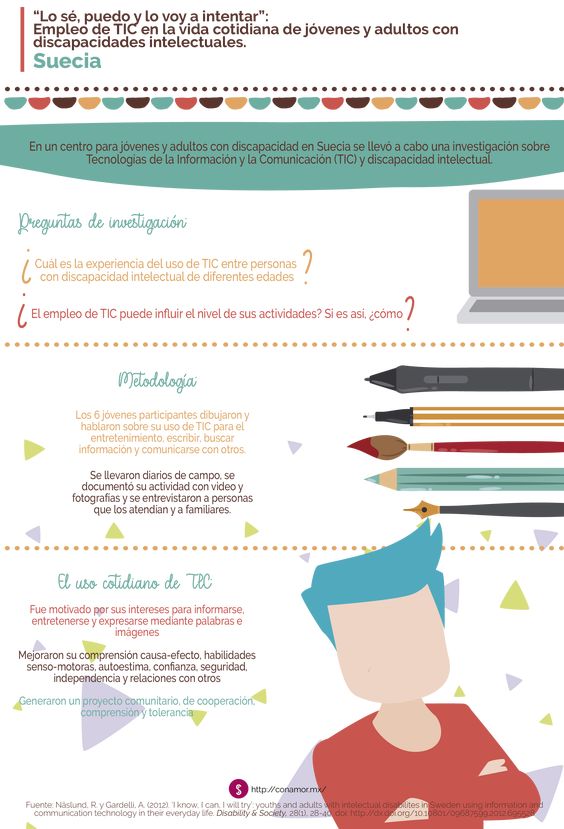 “Lo sé, puedo y lo voy a intentar”:
Empleo de TIC en la vida cotidiana de jóvenes y adultos con
discapacidades intelectuales.
Suecia
En un centro para jóvenes y adultos con discapacidad en Suecia se llevó a cabo una investigación sobre
Tecnologías de la Información y la Comunicación (TIC) y discapacidad intelectual.
Preguntas de investigación:
¿Cuál es la experiencia del uso de TIC entre personas
con discapacidad intelectual de diferentes edades?
¿El empleo de TIC puede influir el nivel de sus actividades? Si es así, ¿cómo?
Metodología:
Los 6 jóvenes participantes dibujaron y
hablaron sobre su uso de TIC para el
entretenimiento, escribir, buscar
información y comunicarse con otros.
Se llevaron diarios de campo, se
documentó su actividad con video y
fotografías y se entrevistaron a personas
que los atendían y a familiares.
El uso cotidiano de TIC:
Fue motivado por sus intereses para informarse,
entretenerse y expresarse mediante palabras e
imágenes
Mejoraron su comprensión causa-efecto, habilidades
senso-motoras, autoestima, confianza, seguridad,
independencia y relaciones con otros
Generaron un proyecto comunitario, de cooperación,
comprensión y tolerancia
http://conamor.mx/
Fuente: Näslund, R. y Gardelli, A. (2012). ‘I know, I can, I will try’: youths and adults with intellectual disabilites in Sweden using information and
communication technology in their everyday life. Disability & Society, 28(1), 28-40, doi: http://dx.doi.org/10.1080/09687599.2012.695528